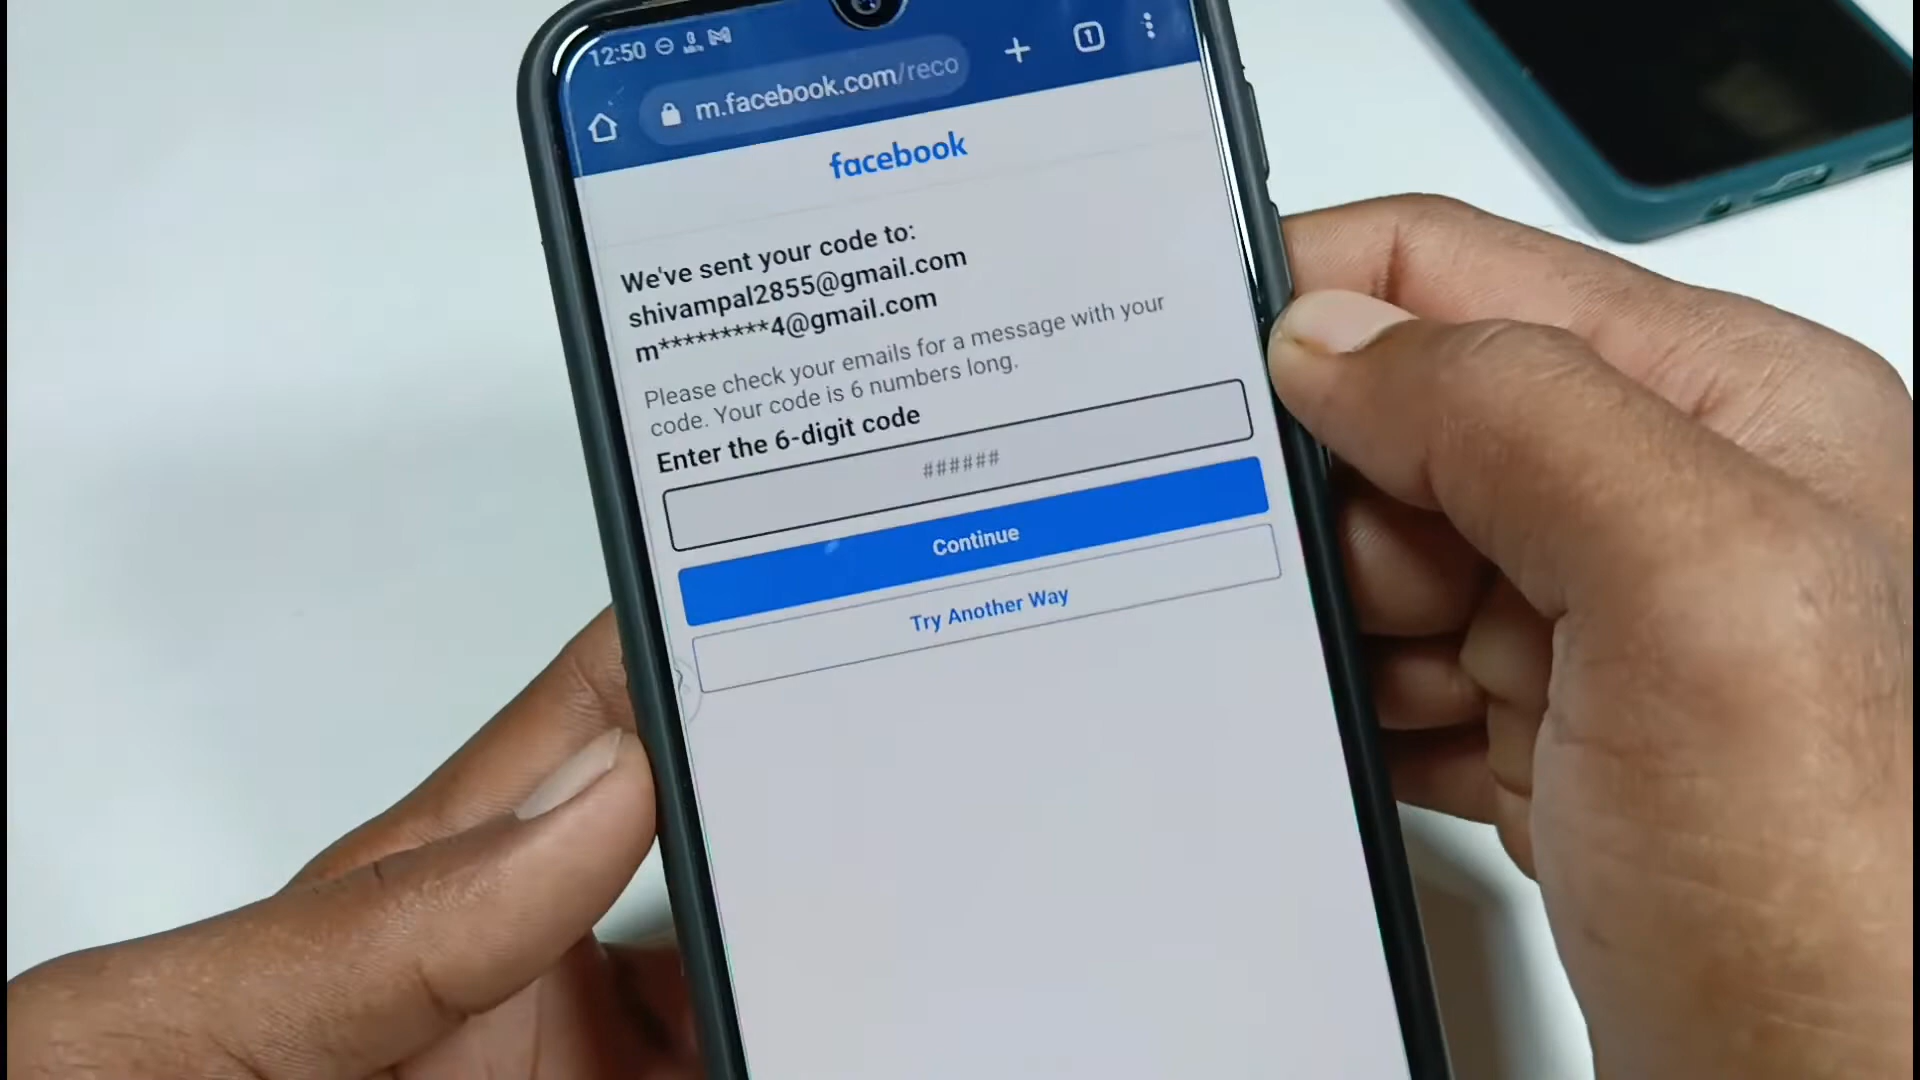 12:50
m.facebook.com/reco
1
facebook
We've sent your code to:
shivampal2855@gmail.com
m*********4@gmail.com
Please check your emails for a message with your
code. Your code is 6 numbers long.
Enter the 6-digit code
######
Continue
Try Another Way